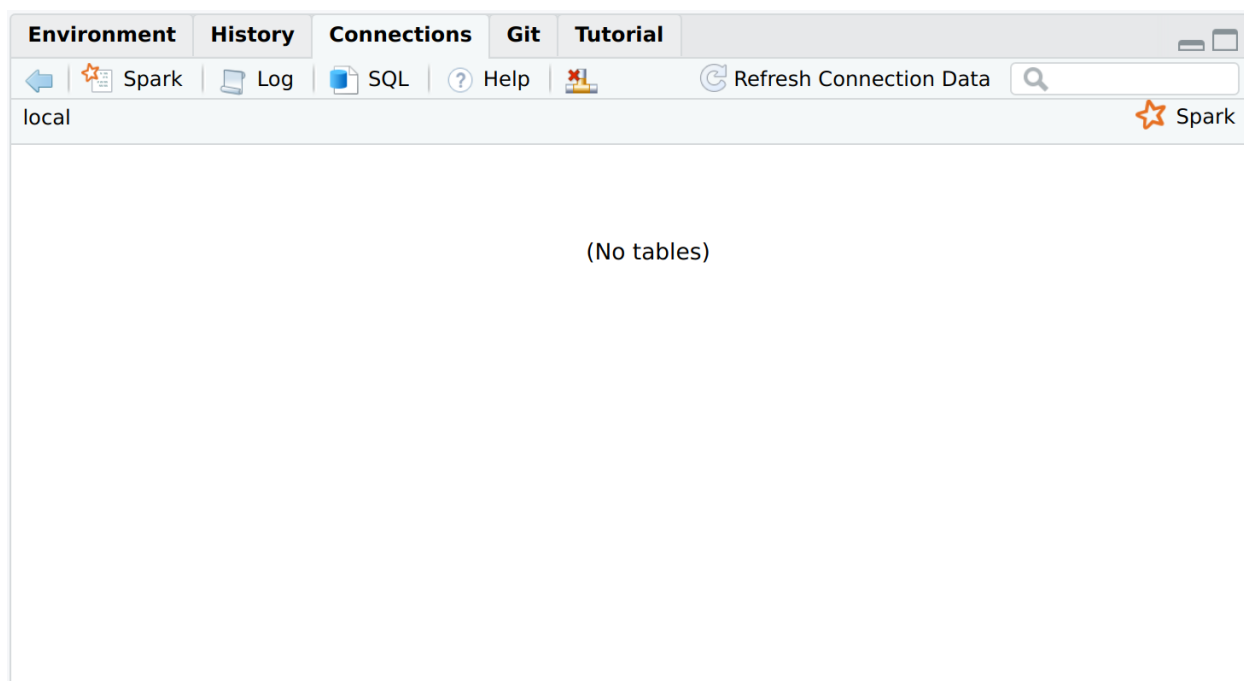 Environment History Connections Git Tutorial
Spark Log SQL ? Help Refresh Connection Data
local Spark
(No tables)